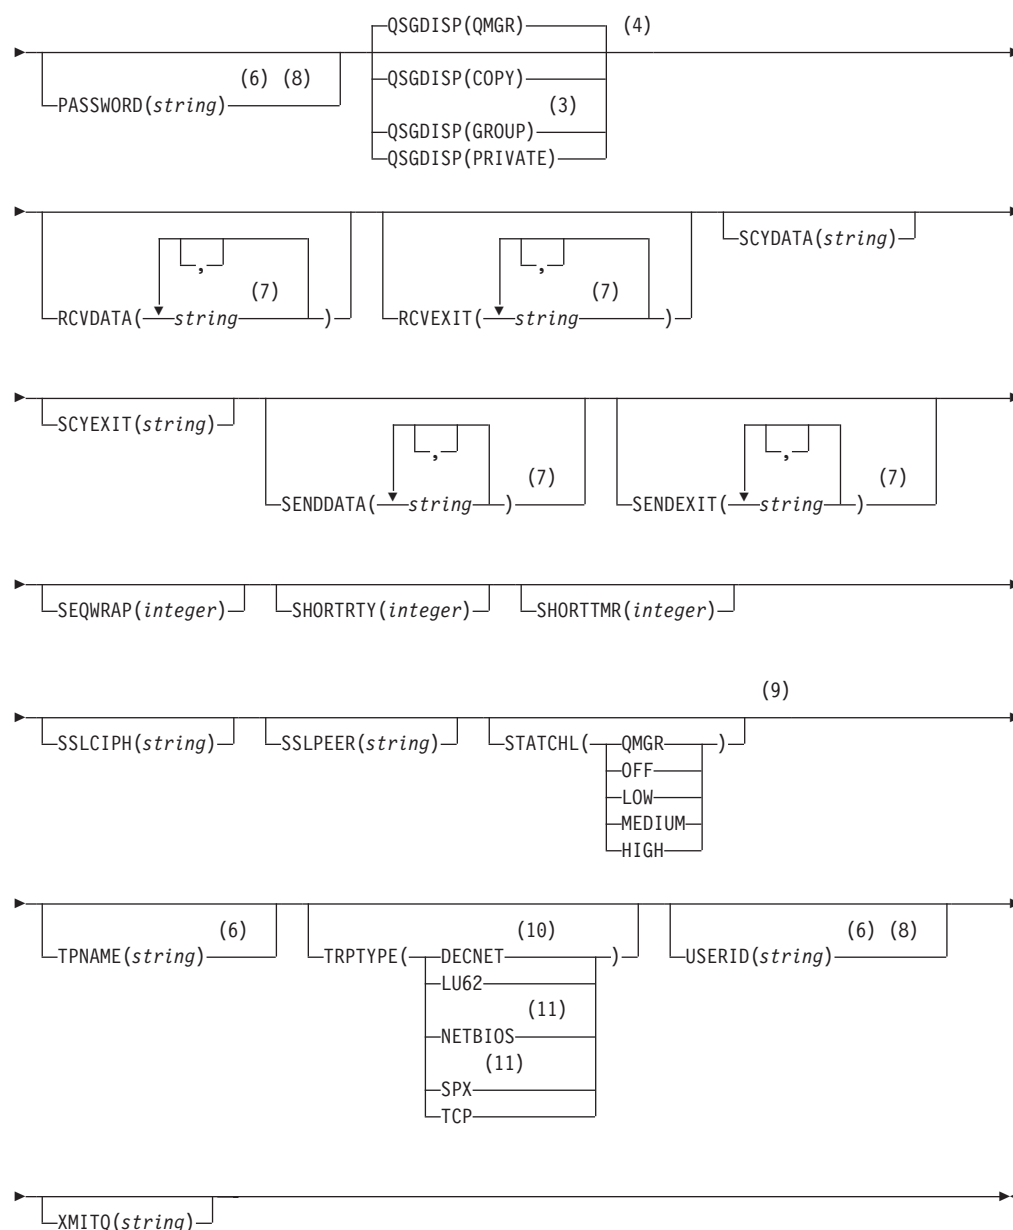 QSGDISP(QMGR) (4)
PASSWORD(string) (6) (8)
QSGDISP(COPY)
(3)
QSGDISP(GROUP)
QSGDISP(PRIVATE)
, ,
SCYDATA(string)
(7) (7)
RCVDATA( string ) RCVEXIT( string )
SCYEXIT(string)
, ,
(7) (7)
SENDDATA( string ) SENDEXIT( string )
SEQWRAP(integer) SHORTRTY(integer) SHORTTMR(integer)
(9)
SSLCIPH(string) SSLPEER(string) STATCHL( QMGR )
OFF
LOW
MEDIUM
HIGH
(6) (10) (6) (8)
TPNAME(string) TRPTYPE( DECNET ) USERID(string)
LU62
(11)
NETBIOS
(11)
SPX
TCP
XMITQ(string)